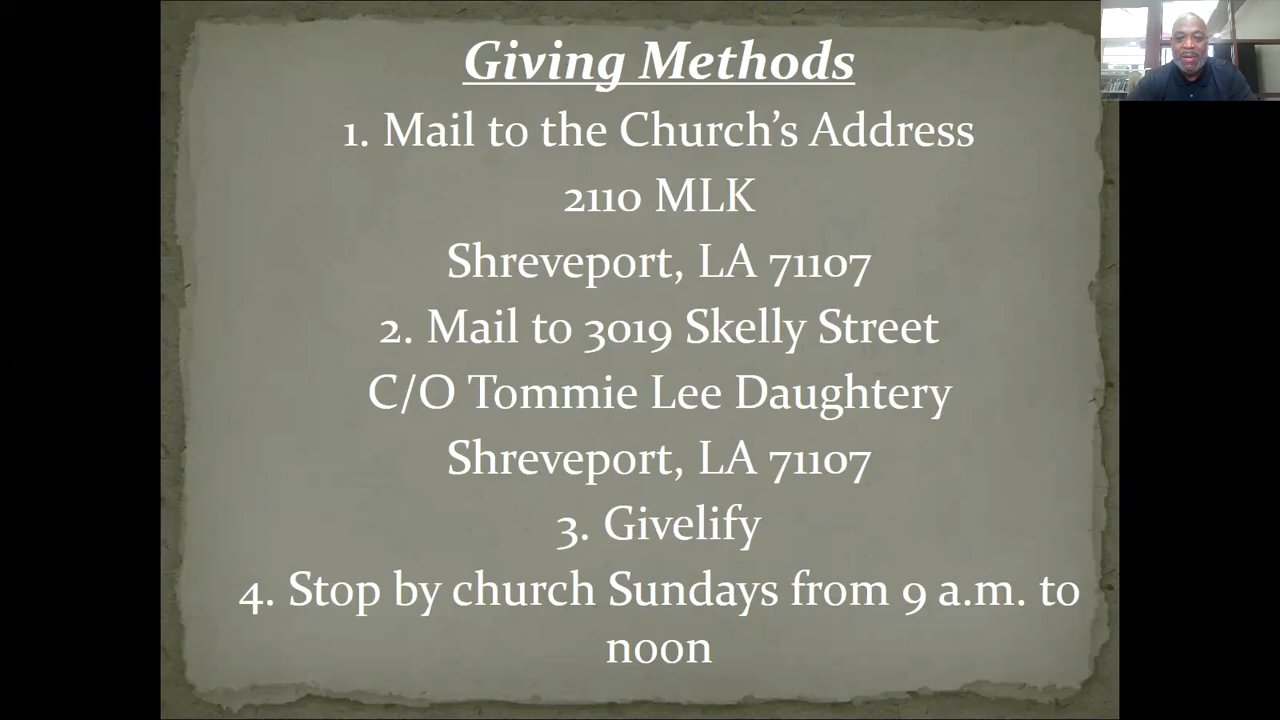 Giving Methods
1. Mail to the Church's Address
2110 MLK
Shreveport, LA 71107
2. Mail to 3019 Skelly Street
C/O Tommie Lee Daughtery
Shreveport, LA 71107
3. Givelify
4. Stop by church Sundays from 9 a.m. to
noon